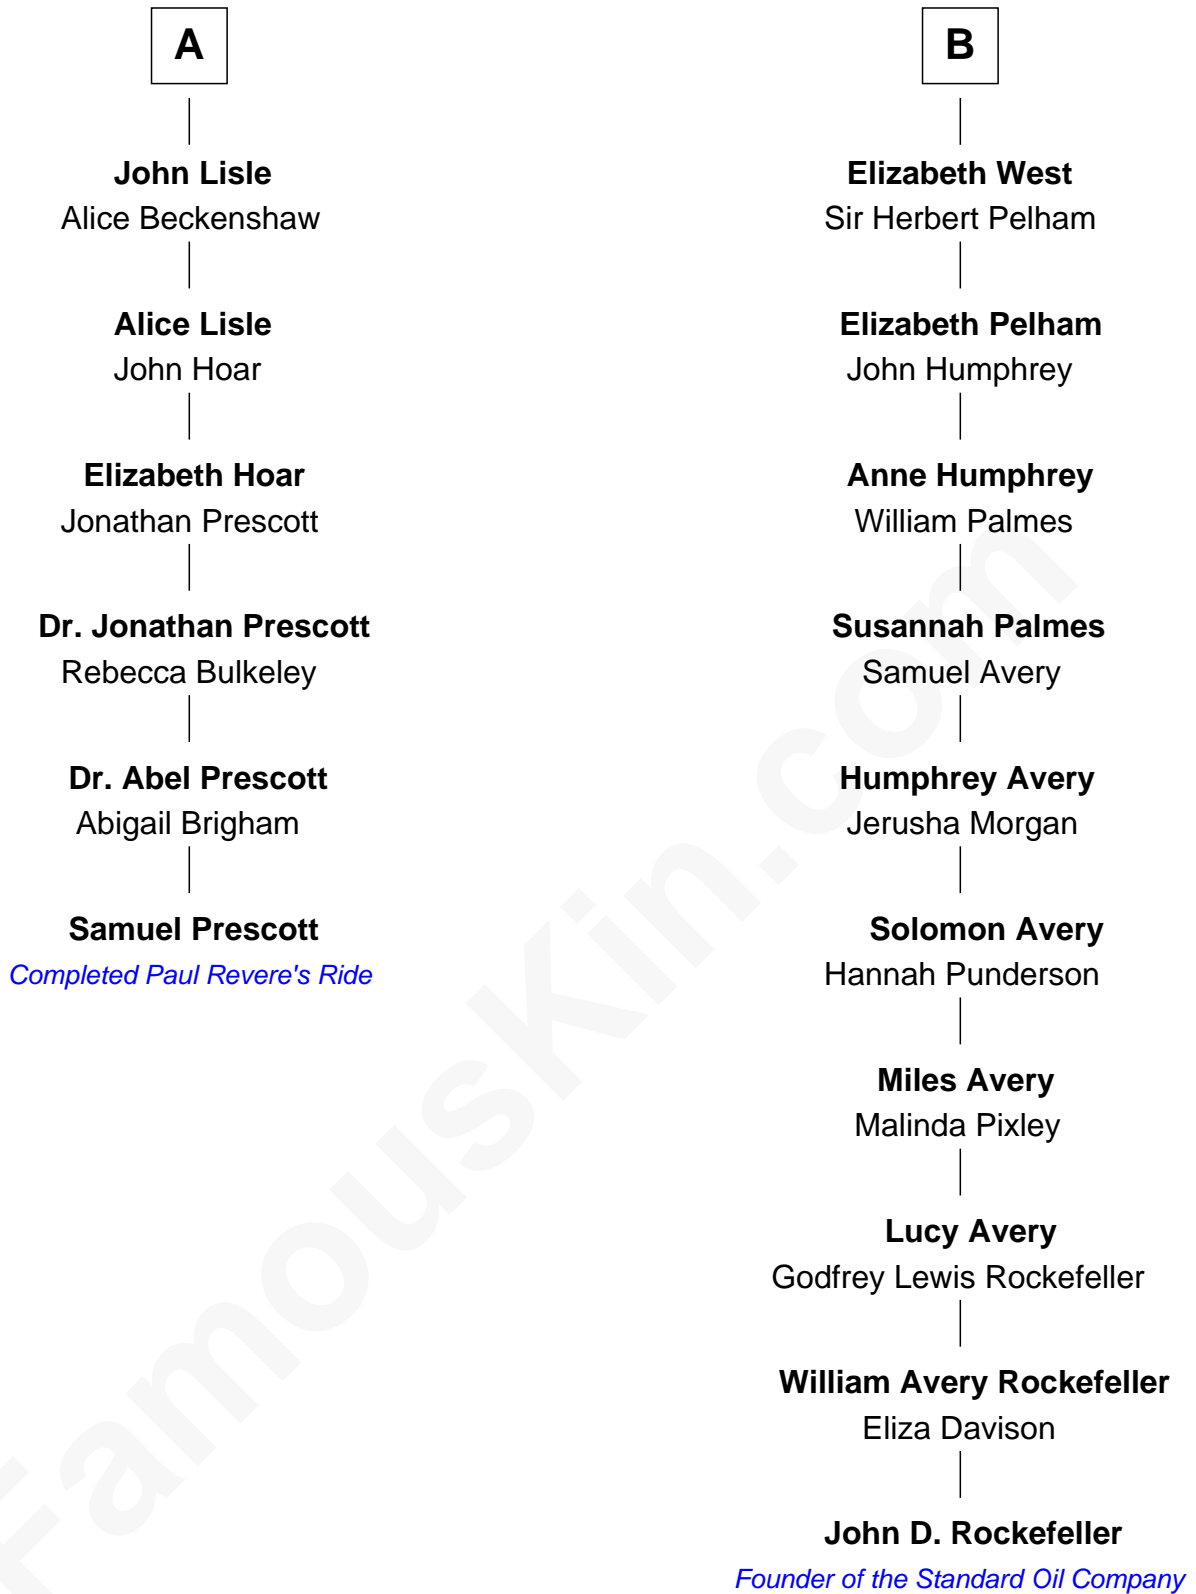 A
John Lisle
Alice Beckenshaw
Alice Lisle
John Hoar
Elizabeth Hoar
Jonathan Prescott
Dr. Jonathan Prescott
Rebecca Bulkeley
Dr. Abel Prescott
Abigail Brigham
Samuel Prescott
Completed Paul Revere's Ride
B
Elizabeth West
Sir Herbert Pelham
Elizabeth Pelham
John Humphrey
Anne Humphrey
William Palmes
Susannah Palmes
Samuel Avery
Humphrey Avery
Jerusha Morgan
Solomon Avery
Hannah Punderson
Miles Avery
Malinda Pixley
Lucy Avery
Godfrey Lewis Rockefeller
William Avery Rockefeller
Eliza Davison
John D. Rockefeller
Founder of the Standard Oil Company
FamousKin.com